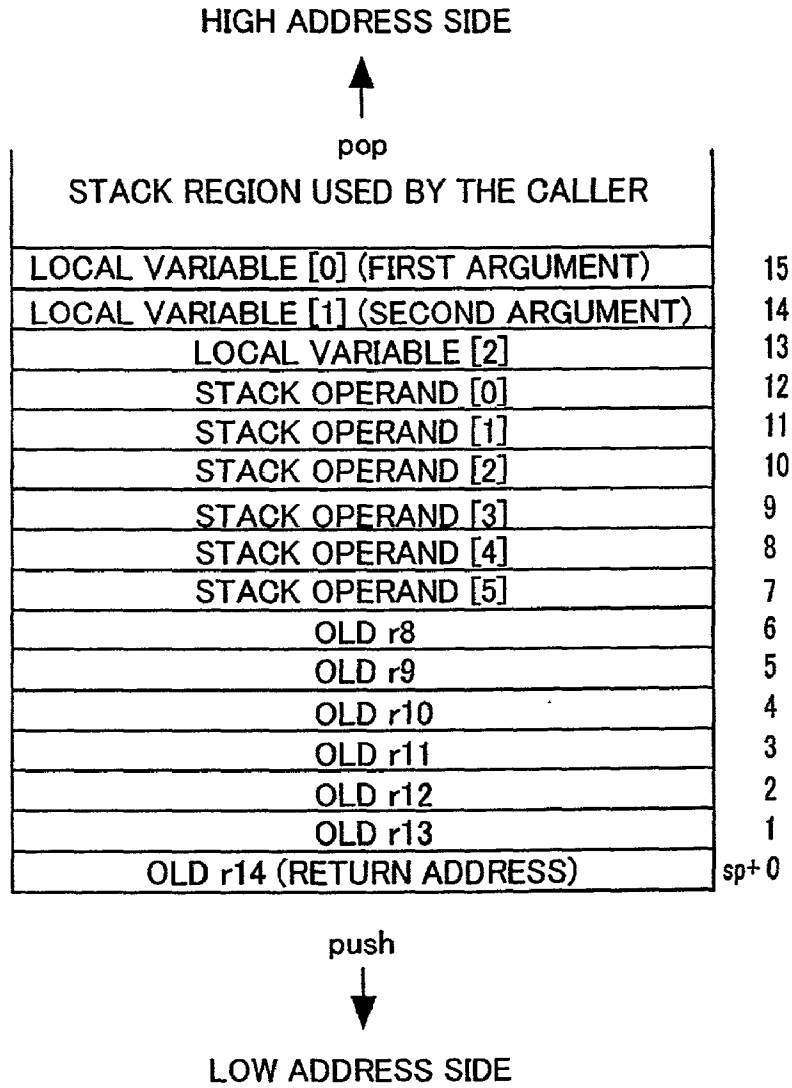 HIGH ADDRESS SIDE
pop
STACK REGION USED BY THE CALLER
LOCAL VARIABLE [0] (FIRST ARGUMENT) 15
LOCAL VARIABLE [1] (SECOND ARGUMENT) 14
LOCAL VARIABLE [2] 13
STACK OPERAND [0] 12
STACK OPERAND [1] 11
STACK OPERAND [2] 10
STACK OPERAND [3] 9
STACK OPERAND [4] 8
STACK OPERAND [5] 7
OLD r8 6
OLD r9 5
OLD r10 4
OLD r11 3
OLD r12 2
OLD r13 1
OLD r14 (RETURN ADDRESS) sp+0
push
LOW ADDRESS SIDE